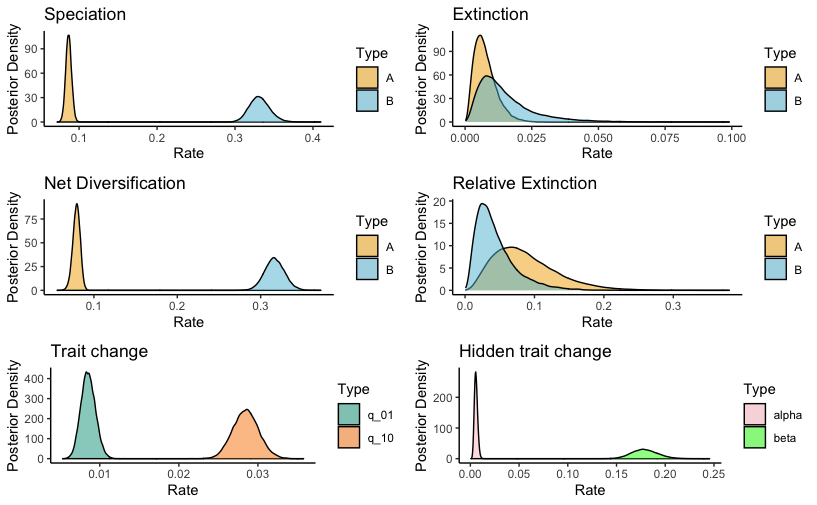 Speciation
Posterior Density
90
60
30
0
0.1 0.2 0.3 0.4
Rate
Type
A
B
Extinction
Posterior Density
90
60
30
0
0.000 0.025 0.050 0.075 0.100
Rate
Type
A
B
Net Diversification
Posterior Density
75
50
25
0
0.1 0.2 0.3
Rate
Type
A
B
Relative Extinction
Posterior Density
20
15
10
5
0
0.0 0.1 0.2 0.3
Rate
Type
A
B
Trait change
Posterior Density
400
300
200
100
0
0.01 0.02 0.03
Rate
Type
q_01
q_10
Hidden trait change
Posterior Density
200
100
0
0.00 0.05 0.10 0.15 0.20 0.25
Rate
Type
alpha
beta